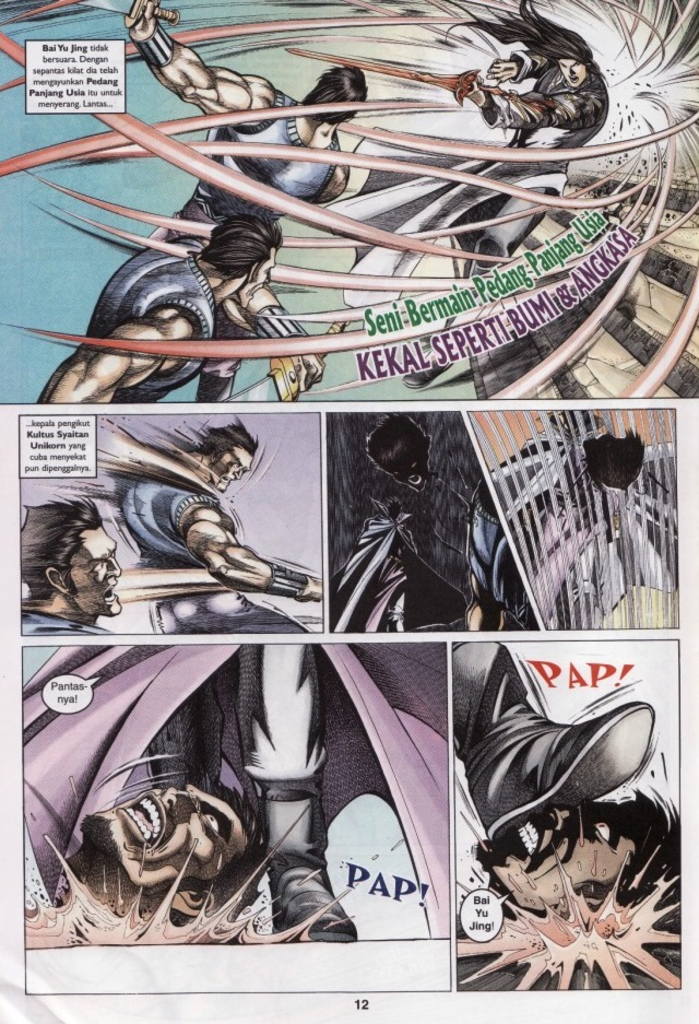 Bai Yu Jing tidak
bersuara. Dengan
sepantas kilat dia telah
mengayunkan Pedang
Panjang Usia itu untuk
menyerang. Lantas...
Seni Bermain Pedang Panjang Usia
KEKAL SEPERTI BUMI & ANGKASA
...kepala pengikut
Kultus Syaitan
Unikorn yang
cuba menyekat
pun dipenggalnya.
Pantas-
nya!
PAP!
PAP!
Bai
Yu
Jing!
12